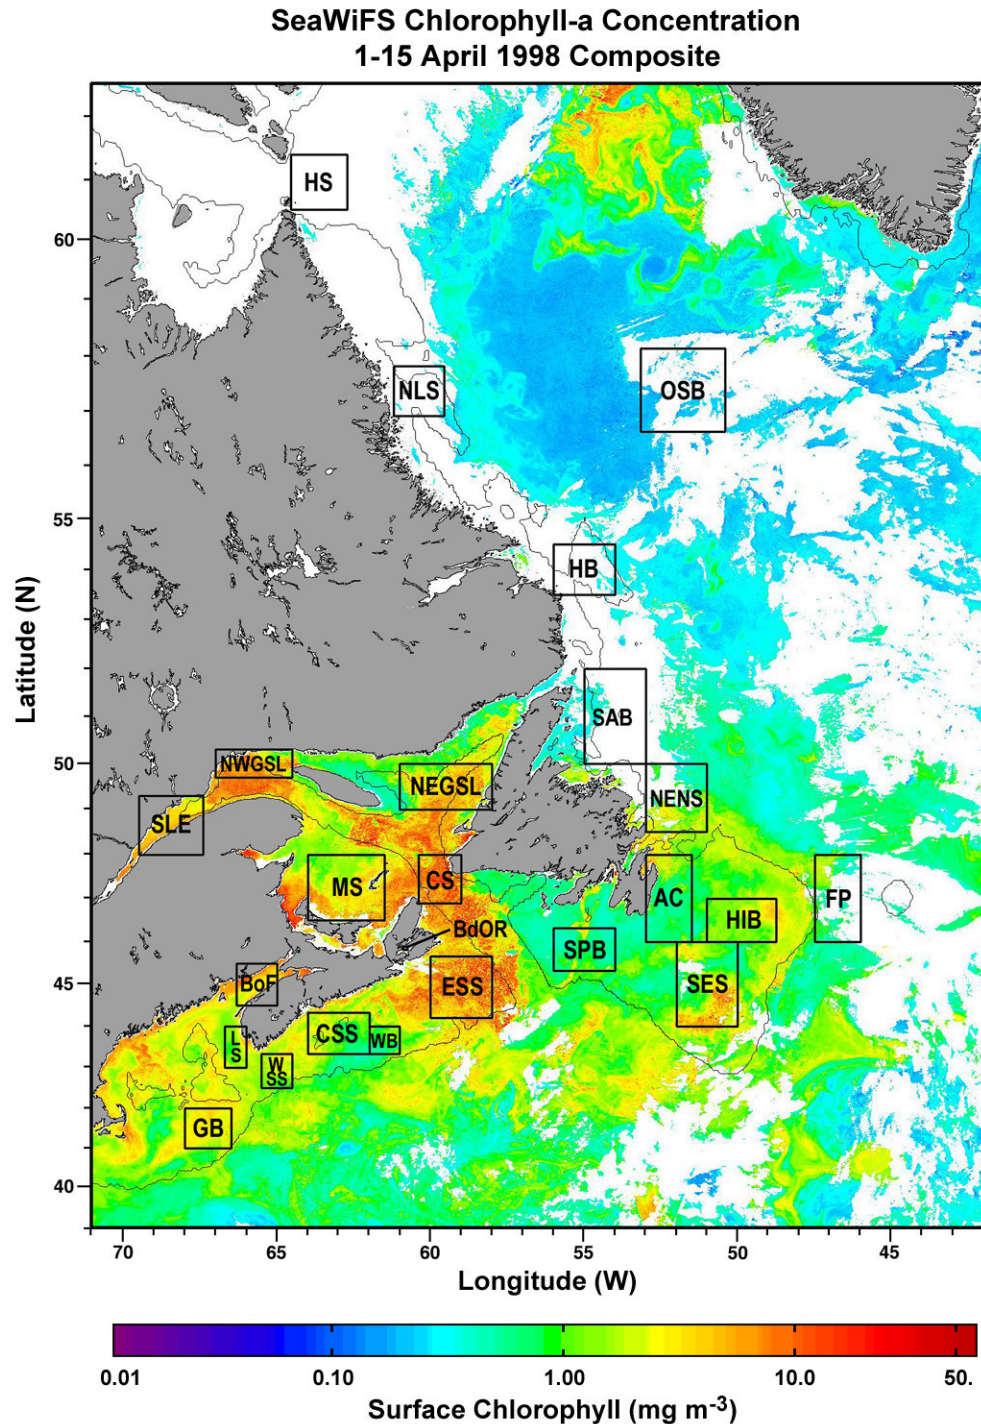 SeaWiFS Chlorophyll-a Concentration
1-15 April 1998 Composite
HS
60
NLS
OSB
55
HB
Latitude (N)
SAB
50
NWGSL
NEGSL
NENS
SLE
MS
CS
AC
FP
HIB
BdOR
SPB
BoF
ESS
SES
L
S
CSS
WB
W
SS
GB
40
45
70
65
60
55
50
45
Longitude (W)
0.01
0.10
1.00
10.0
50.
Surface Chlorophyll (mg m⁻³)